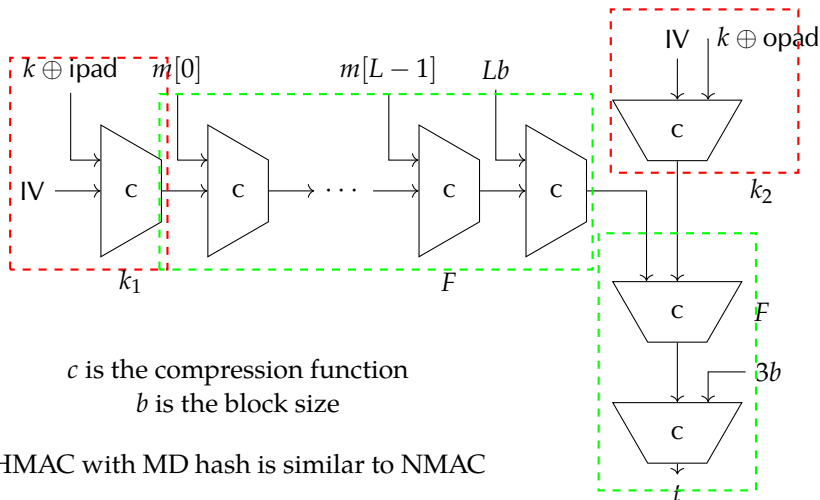 IV k ⊕ opad
k ⊕ ipad m[0] m[L − 1] Lb
c
IV c c · · · c c
k₂
k₁ F
c F
c is the compression function 3b
b is the block size
c
HMAC with MD hash is similar to NMAC
t